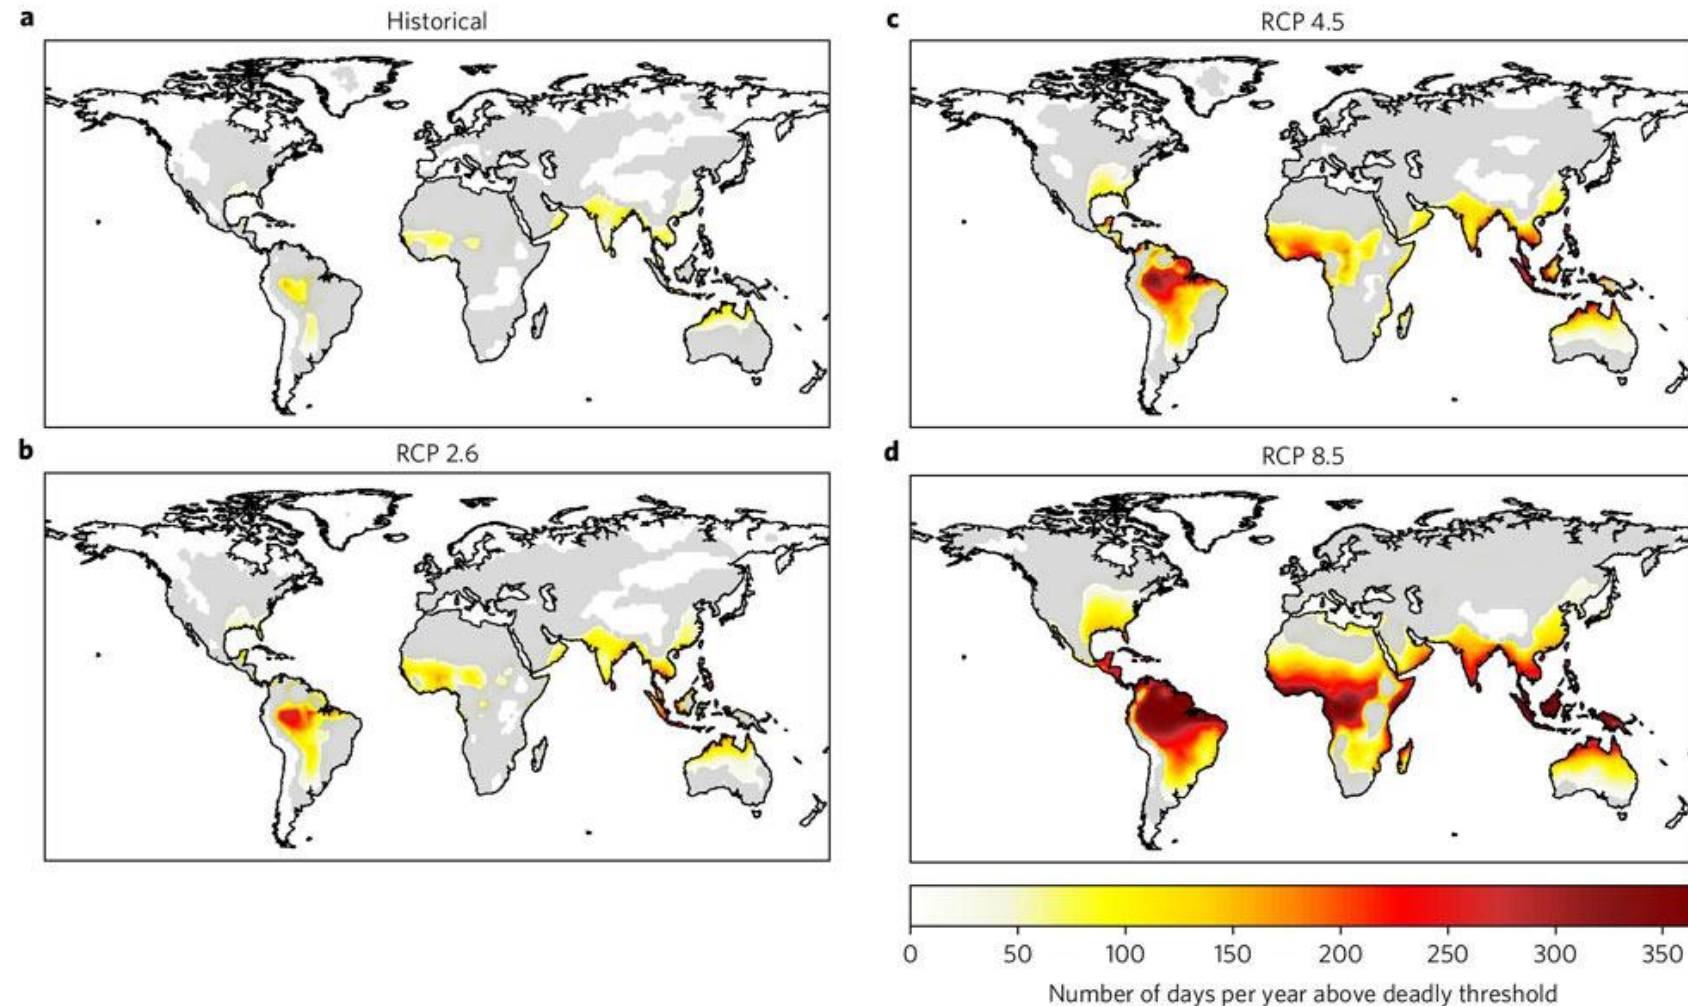 a
Historical
c
RCP 4.5
b
RCP 2.6
d
RCP 8.5
0 50 100 150 200 250 300 350
Number of days per year above deadly threshold